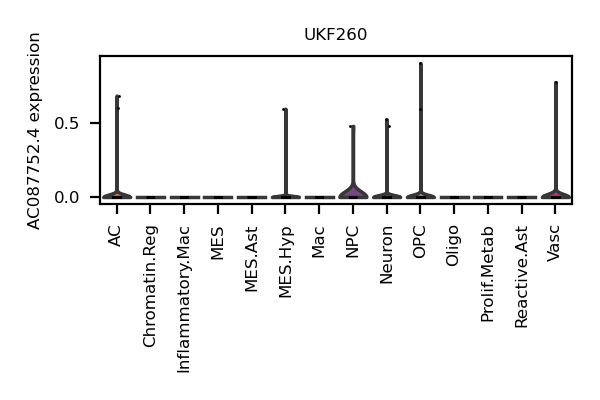 UKF260
AC087752.4 expression
0.5
0.0
AC
Chromatin.Reg
Inflammatory.Mac
MES
MES.Ast
MES.Hyp
Mac
NPC
Neuron
OPC
Oligo
Prolif.Metab
Reactive.Ast
Vasc